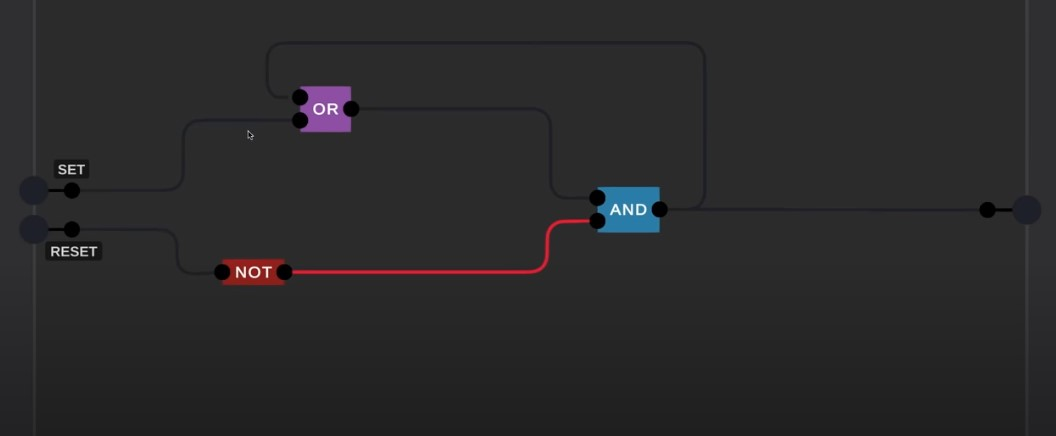 OR
SET
AND
RESET
NOT